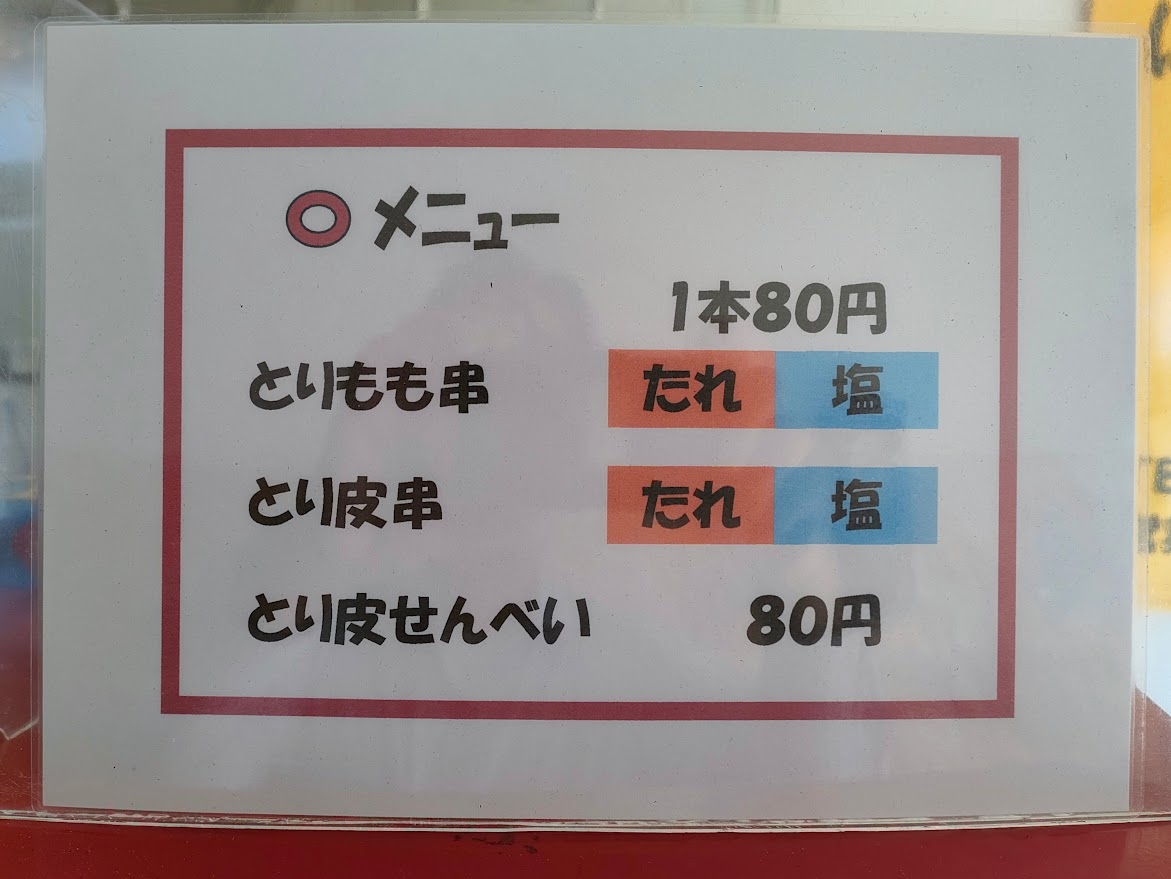 ◎ メニュー
1本80円
とりもも串 たれ 塩
とり皮串 たれ 塩
とり皮せんべい 80円